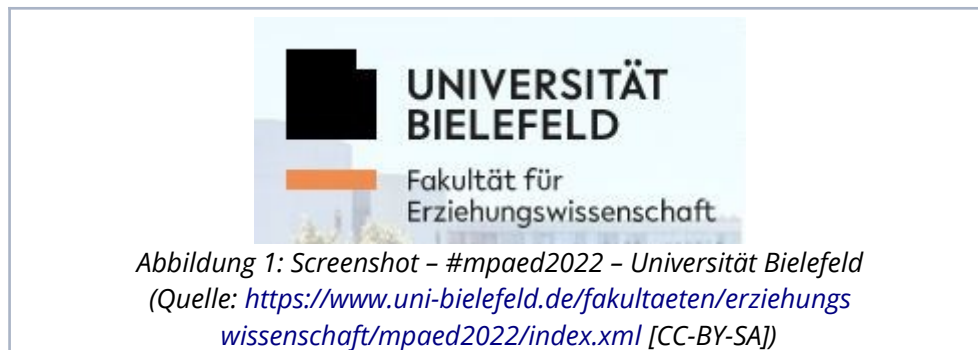 UNIVERSITÄT
BIELEFELD
Fakultät für
Erziehungswissenschaft
Abbildung 1: Screenshot – #mpaed2022 – Universität Bielefeld
(Quelle: https://www.uni-bielefeld.de/fakultaeten/erziehungs
wissenschaft/mpaed2022/index.xml [CC-BY-SA])